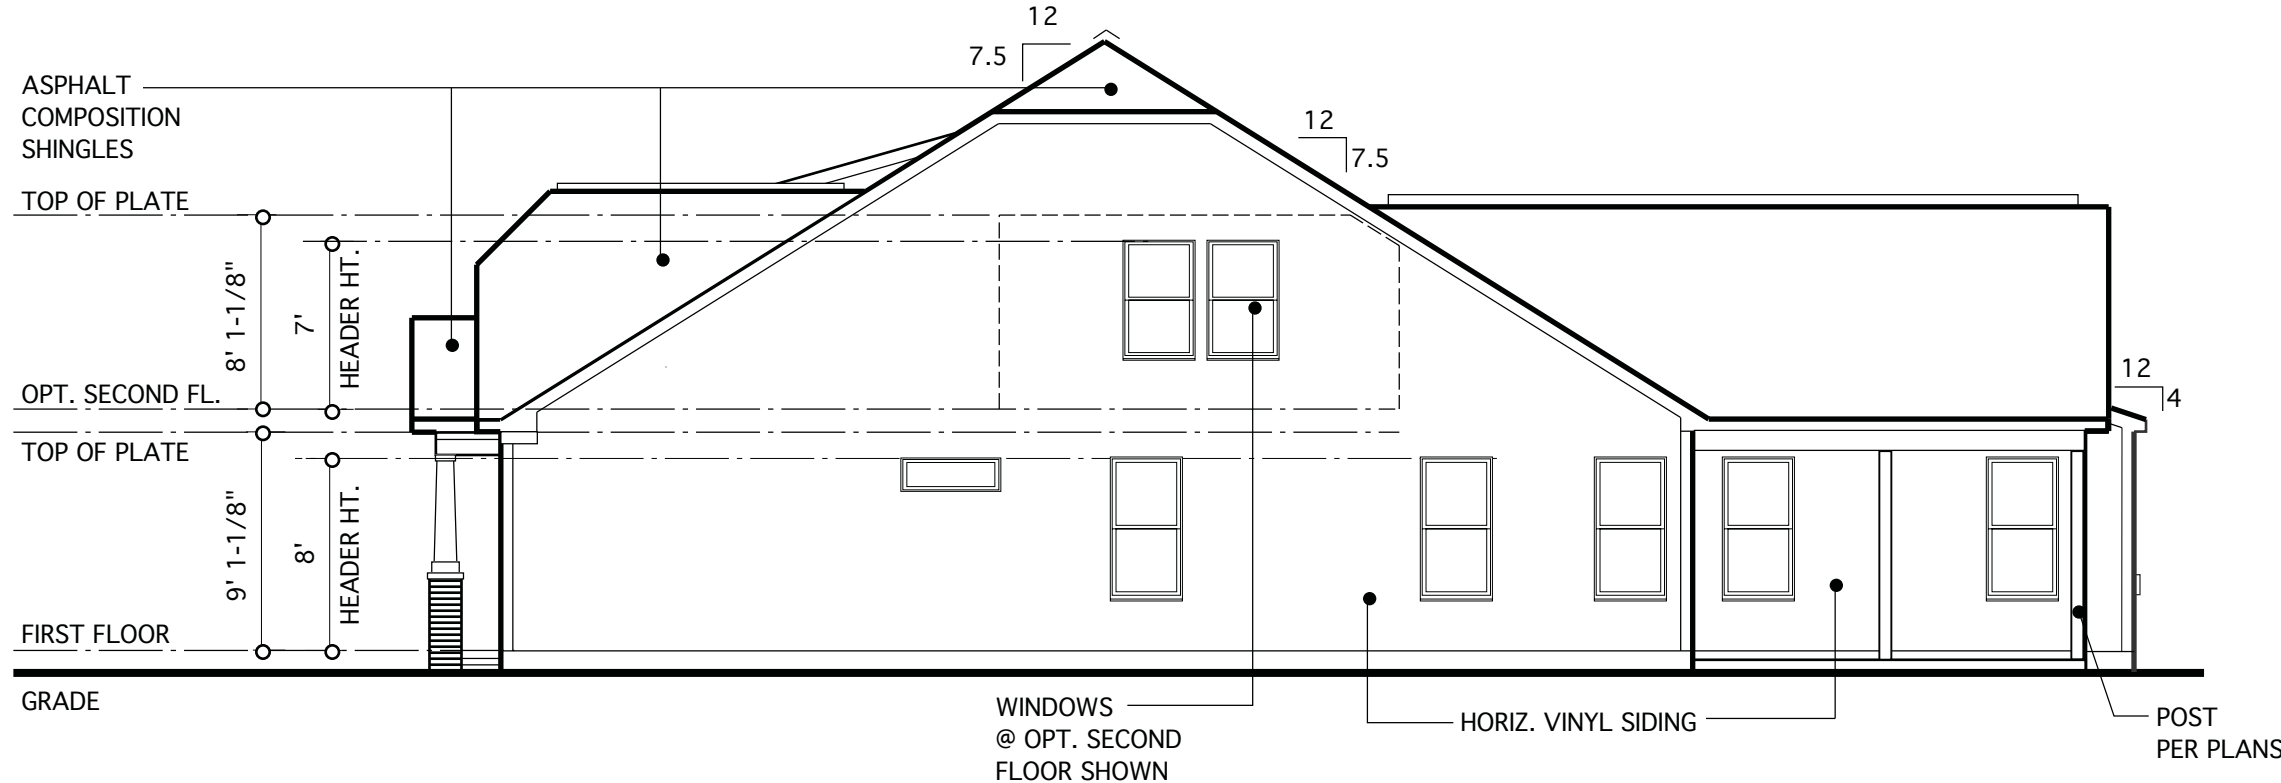 12
7.5
ASPHALT
COMPOSITION
SHINGLES
12
7.5
TOP OF PLATE
8' 1-1/8"
7'
HEADER HT.
12
4
OPT. SECOND FL.
TOP OF PLATE
9' 1-1/8"
8'
HEADER HT.
FIRST FLOOR
GRADE
WINDOWS
@ OPT. SECOND
FLOOR SHOWN
HORIZ. VINYL SIDING
POST
PER PLANS